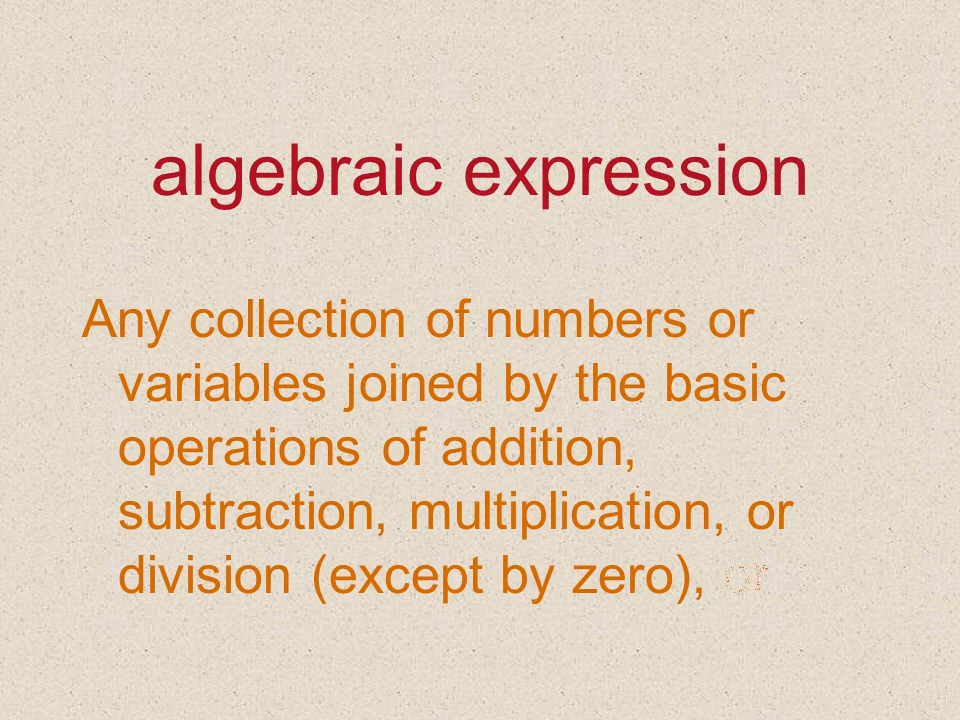 algebraic expression
Any collection of numbers or
variables joined by the basic
operations of addition,
subtraction, multiplication, or
division (except by zero), or